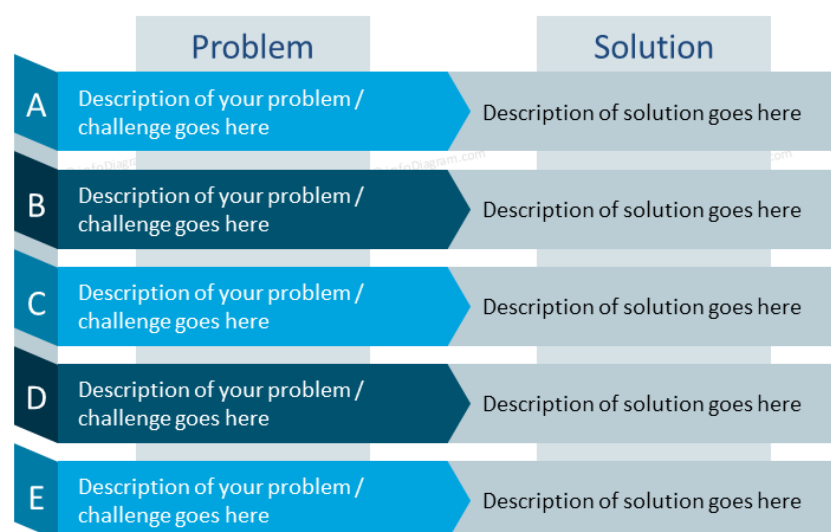 Problem
Solution
A
Description of your problem /
challenge goes here
Description of solution goes here
B
Description of your problem /
challenge goes here
Description of solution goes here
C
Description of your problem /
challenge goes here
Description of solution goes here
D
Description of your problem /
challenge goes here
Description of solution goes here
E
Description of your problem /
challenge goes here
Description of solution goes here